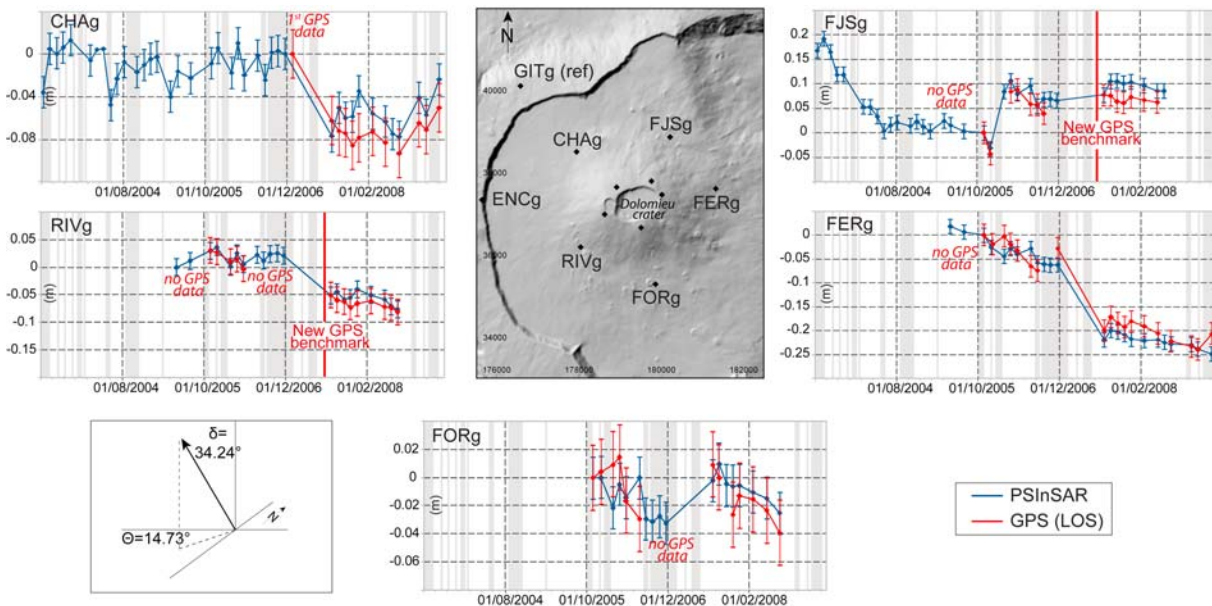 CHAg
1st GPS
data
0
-0.04
-0.08
(m)
01/08/2004
01/10/2005
01/12/2006
01/02/2008
RIVg
0.05
0
-0.05
-0.1
-0.15
(m)
no GPS
data
no GPS
data
New GPS
benchmark
01/08/2004
01/10/2005
01/12/2006
01/02/2008
N
GITg (ref)
CHAg
FJSg
ENCg
Dolomieu
crater
FERg
RIVg
FORg
40000
38000
36000
34000
176000
178000
180000
182000
FJSg
0.2
0.15
0.1
0.05
0
-0.05
(m)
no GPS
data
New GPS
benchmark
01/08/2004
01/10/2005
01/12/2006
01/02/2008
FERg
0
-0.05
-0.1
-0.15
-0.2
-0.25
(m)
no GPS
data
01/08/2004
01/10/2005
01/12/2006
01/02/2008
δ=
34.24°
Θ=14.73°
N
FORg
0.02
0
-0.02
-0.04
-0.06
(m)
no GPS
data
01/08/2004
01/10/2005
01/12/2006
01/02/2008
PSInSAR
GPS (LOS)